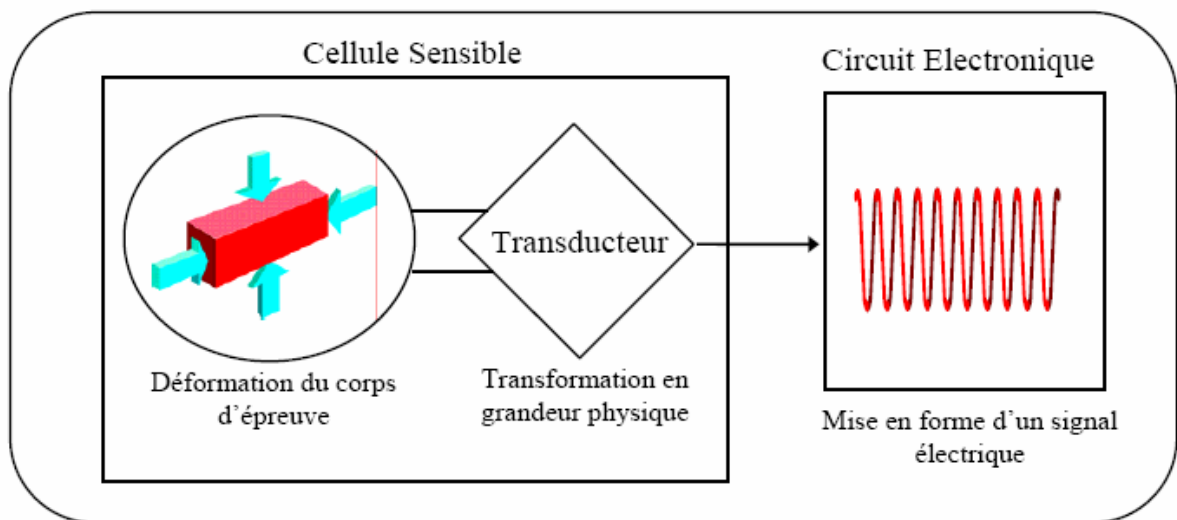 Cellule Sensible
Circuit Electronique
Transducteur
Déformation du corps
d’épreuve
Transformation en
grandeur physique
Mise en forme d’un signal
électrique